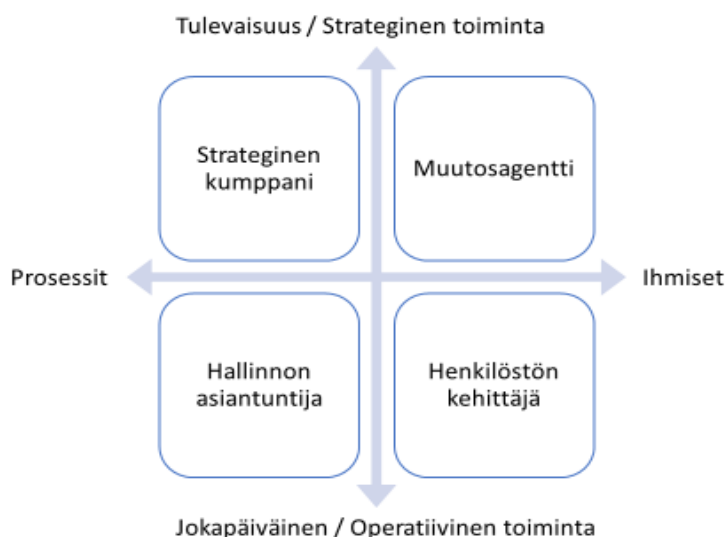 Tulevaisuus / Strateginen toiminta
Strateginen
kumppani
Muutosagentti
Prosessit
Ihmiset
Hallinnon
asiantuntija
Henkilöstön
kehittäjä
Jokapäiväinen / Operatiivinen toiminta